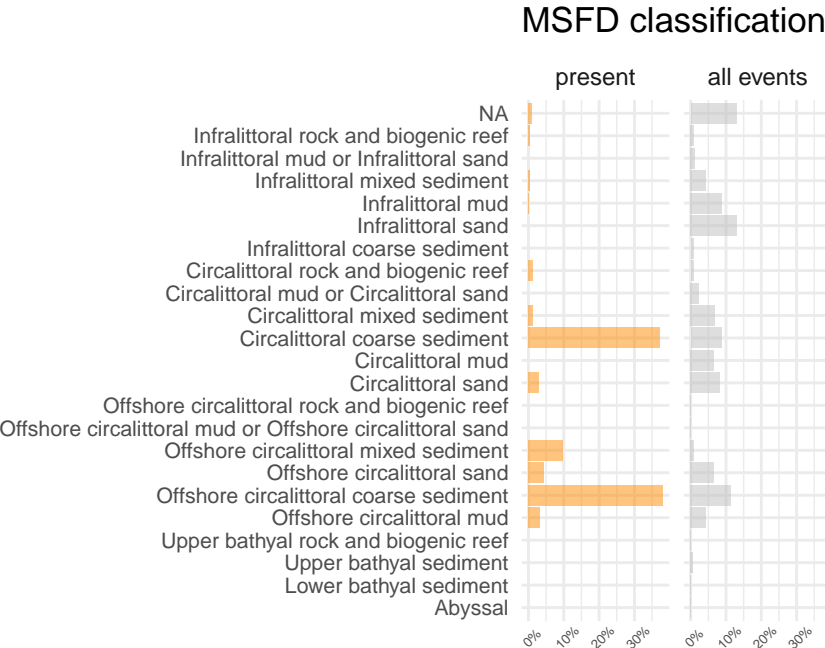 MSFD classification
present
all events
NA
Infralittoral rock and biogenic reef
Infralittoral mud or Infralittoral sand
Infralittoral mixed sediment
Infralittoral mud
Infralittoral sand
Infralittoral coarse sediment
Circalittoral rock and biogenic reef
Circalittoral mud or Circalittoral sand
Circalittoral mixed sediment
Circalittoral coarse sediment
Circalittoral mud
Circalittoral sand
Offshore circalittoral rock and biogenic reef
Offshore circalittoral mud or Offshore circalittoral sand
Offshore circalittoral mixed sediment
Offshore circalittoral sand
Offshore circalittoral coarse sediment
Offshore circalittoral mud
Upper bathyal rock and biogenic reef
Upper bathyal sediment
Lower bathyal sediment
Abyssal
0% 10% 20% 30% 0% 10% 20% 30%